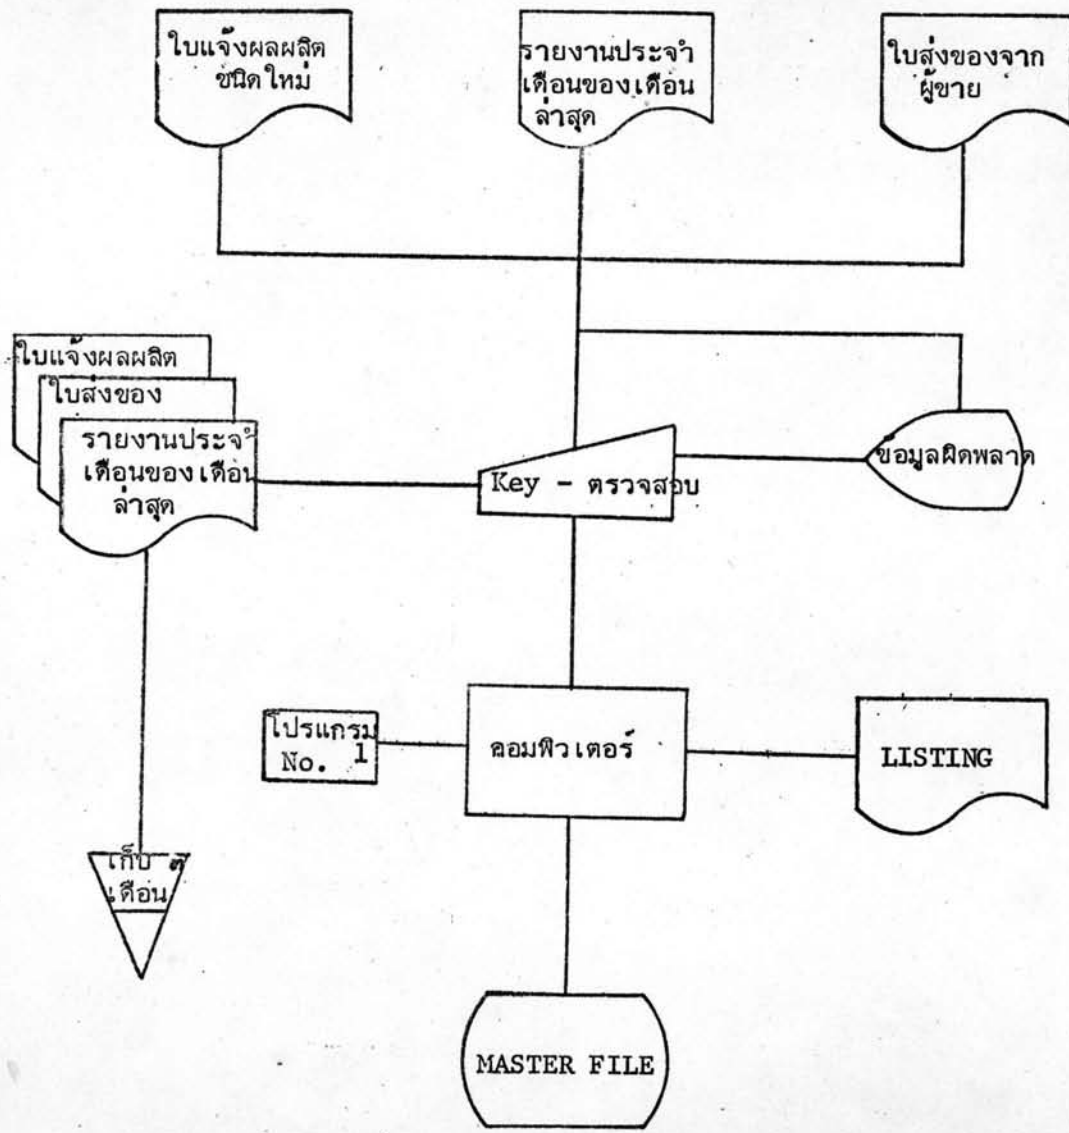 ใบแจ้งผลผลิต
ชนิดใหม่
รายงานประจำ
เดือนของเดือน
ล่าสุด
ใบส่งของจาก
ผู้ขาย
ใบแจ้งผลผลิต
ใบส่งของ
รายงานประจำ
เดือนของเดือน
ล่าสุด
Key - ตรวจสอบ
ข้อมูลผิดพลาด
โปรแกรม
No. 1
คอมพิวเตอร์
LISTING
เก็บ
เดือน
MASTER FILE